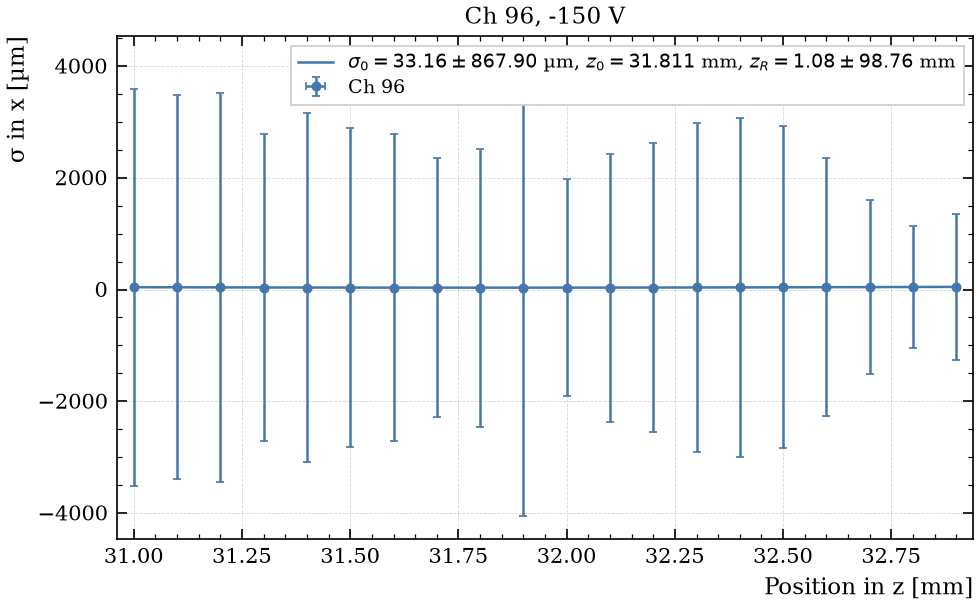 Ch 96, -150 V
σ in x [µm]
σ₀ = 33.16 ± 867.90 µm, z₀ = 31.811 mm, z_R = 1.08 ± 98.76 mm
Ch 96
4000
2000
0
−2000
−4000
31.00 31.25 31.50 31.75 32.00 32.25 32.50 32.75
Position in z [mm]